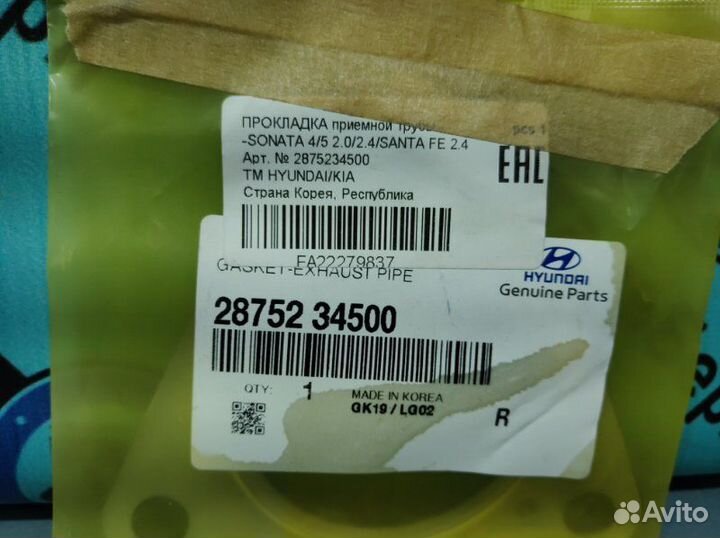 ПРОКЛАДКА приемной трубы
pcs 1
-SONATA 4/5 2.0/2.4/SANTA FE 2.4
Арт. № 2875234500
ТМ HYUNDAI/KIA
Страна Корея, Республика
EAC
FA22279837
GASKET-EXHAUST PIPE
HYUNDAI
Genuine Parts
28752 34500
QTY: 1
MADE IN KOREA
GK19 / LG02
R
Avito